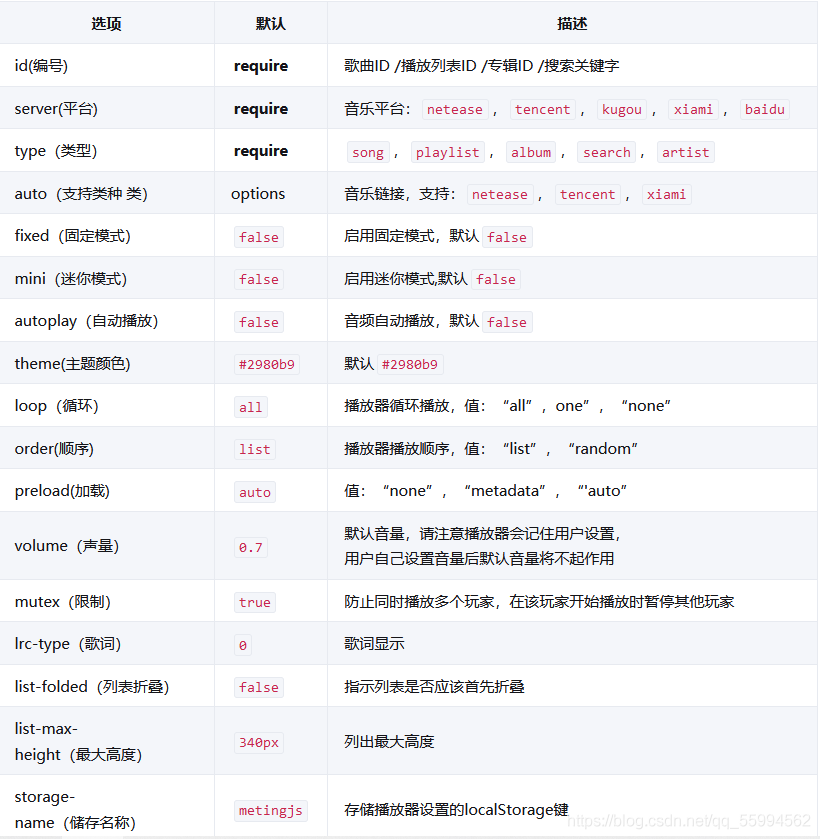 选项 默认 描述
id(编号) require 歌曲ID /播放列表ID /专辑ID /搜索关键字
server(平台) require 音乐平台： netease ， tencent ， kugou ， xiami ， baidu
type（类型） require song ， playlist ， album ， search ， artist
auto（支持类种 类） options 音乐链接，支持： netease ， tencent ， xiami
fixed（固定模式） false 启用固定模式，默认 false
mini（迷你模式） false 启用迷你模式,默认 false
autoplay（自动播放） false 音频自动播放，默认 false
theme(主题颜色) #2980b9 默认 #2980b9
loop（循环） all 播放器循环播放，值： “all” ，one” ， “none”
order(顺序) list 播放器播放顺序，值： “list” ， “random”
preload(加载) auto 值： “none” ， “metadata” ， “'auto”
volume（声量） 0.7 默认音量，请注意播放器会记住用户设置，
用户自己设置音量后默认音量将不起作用
mutex（限制） true 防止同时播放多个玩家，在该玩家开始播放时暂停其他玩家
lrc-type（歌词） 0 歌词显示
list-folded（列表折叠） false 指示列表是否应该首先折叠
list-max-
height（最大高度） 340px 列出最大高度
storage-
name（储存名称） metingjs 存储播放器设置的localStorage键
https://blog.csdn.net/qq_55994562